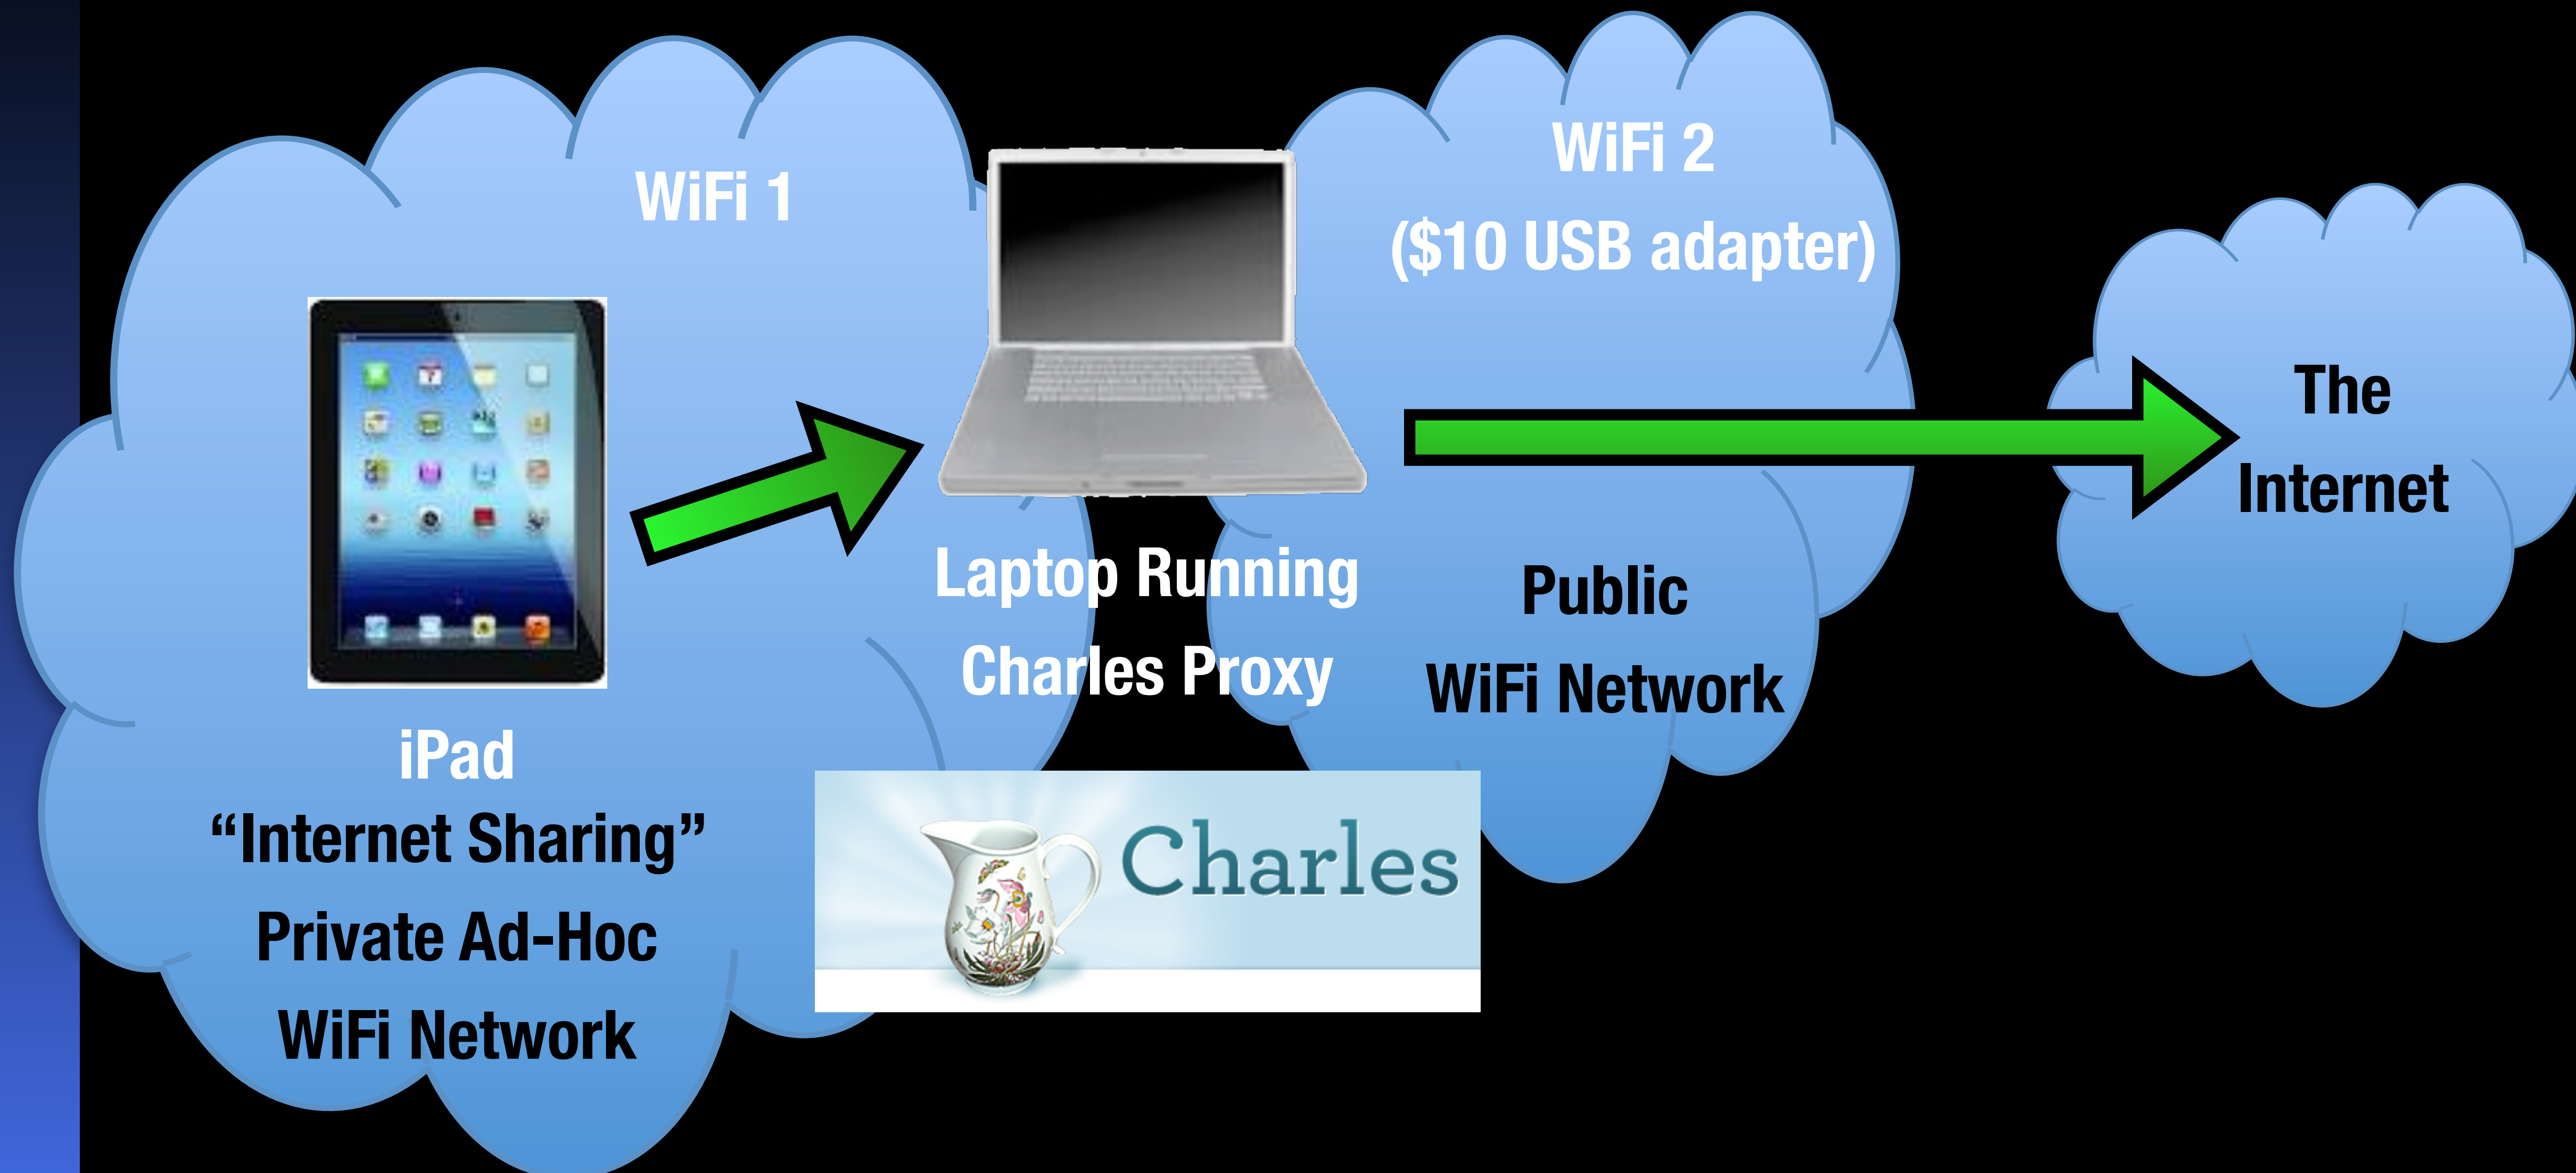 WiFi 1
iPad
“Internet Sharing”
Private Ad-Hoc
WiFi Network
Laptop Running
Charles Proxy
Charles
WiFi 2
($10 USB adapter)
Public
WiFi Network
The
Internet